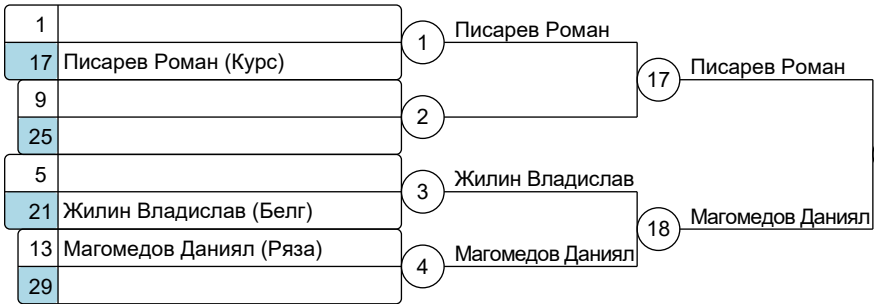 1
17 Писарев Роман (Курс)
9
25
5
21 Жилин Владислав (Белг)
13 Магомедов Даниял (Ряза)
29
1 Писарев Роман
2
3 Жилин Владислав
4 Магомедов Даниял
17 Писарев Роман
18 Магомедов Даниял